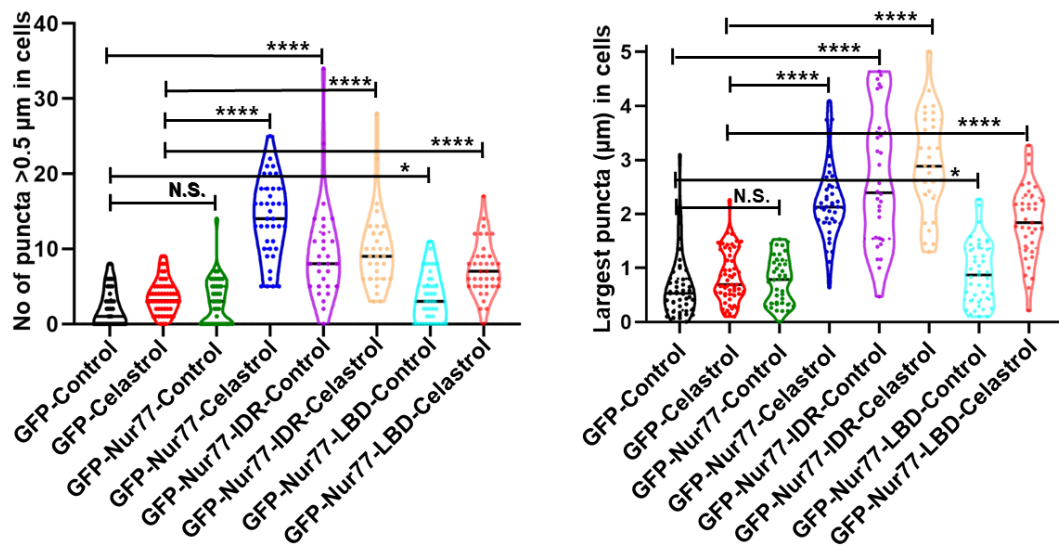 No of puncta >0.5 µm in cells
40
30
20
10
0
****
****
****
****
*
N.S.
GFP-Control
GFP-Celastrol
GFP-Nur77-Control
GFP-Nur77-Celastrol
GFP-Nur77-IDR-Control
GFP-Nur77-IDR-Celastrol
GFP-Nur77-LBD-Control
GFP-Nur77-LBD-Celastrol
Largest puncta (µm) in cells
5
4
3
2
1
0
****
****
****
****
*
N.S.
GFP-Control
GFP-Celastrol
GFP-Nur77-Control
GFP-Nur77-Celastrol
GFP-Nur77-IDR-Control
GFP-Nur77-IDR-Celastrol
GFP-Nur77-LBD-Control
GFP-Nur77-LBD-Celastrol